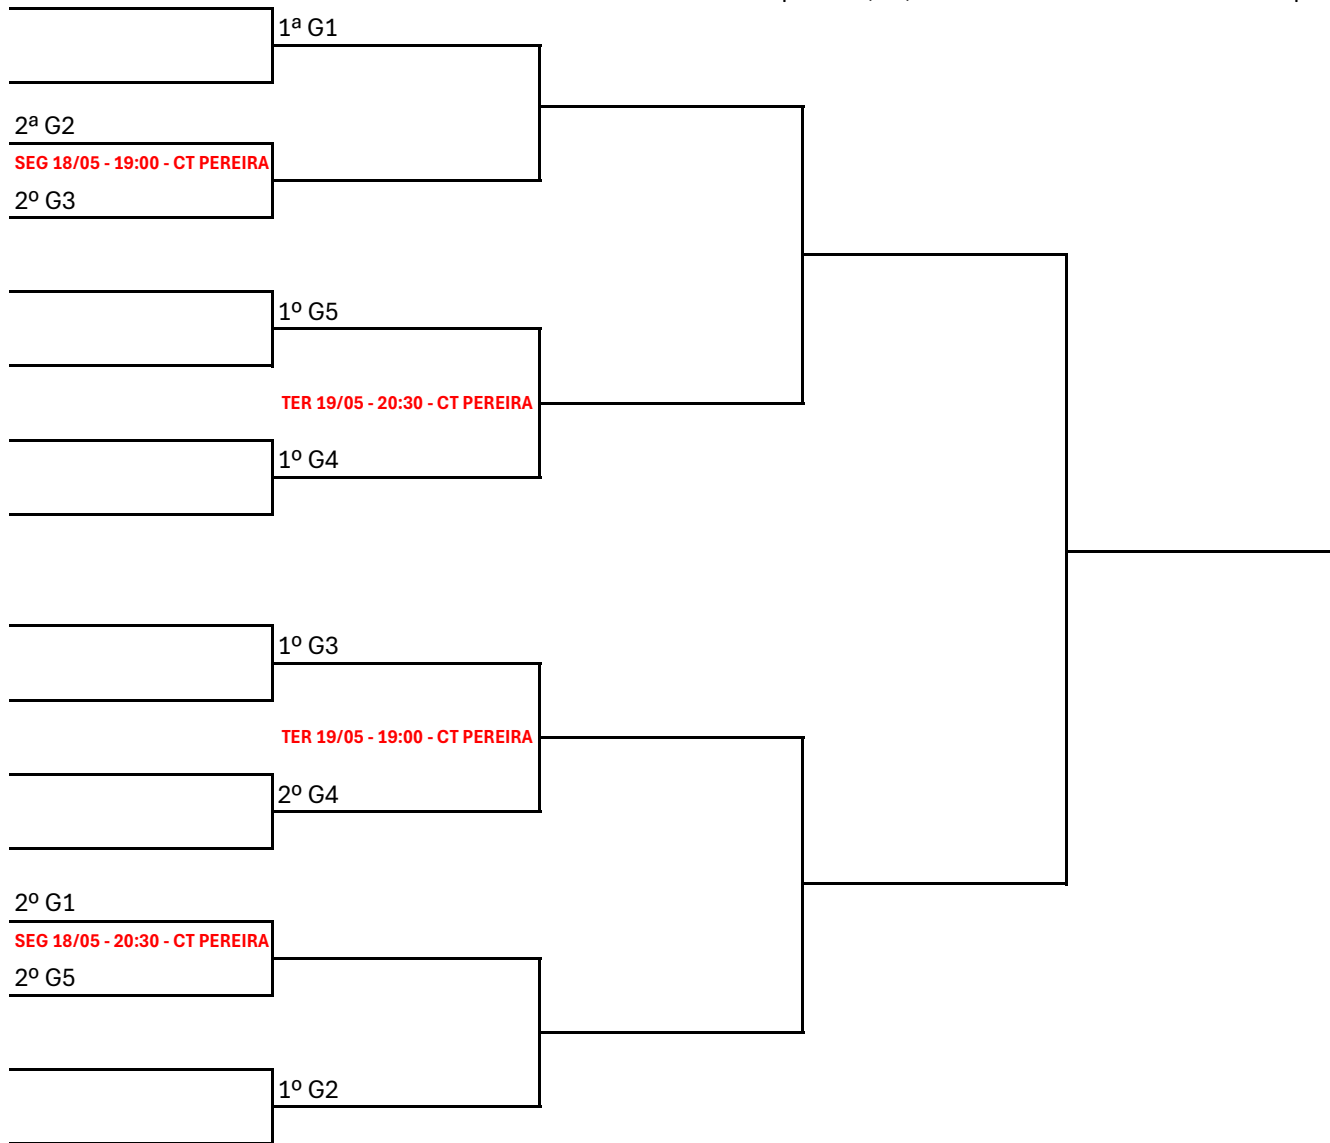 1ª G1
2ª G2
SEG 18/05 - 19:00 - CT PEREIRA
2º G3
1º G5
TER 19/05 - 20:30 - CT PEREIRA
1º G4
1º G3
TER 19/05 - 19:00 - CT PEREIRA
2º G4
2º G1
SEG 18/05 - 20:30 - CT PEREIRA
2º G5
1º G2